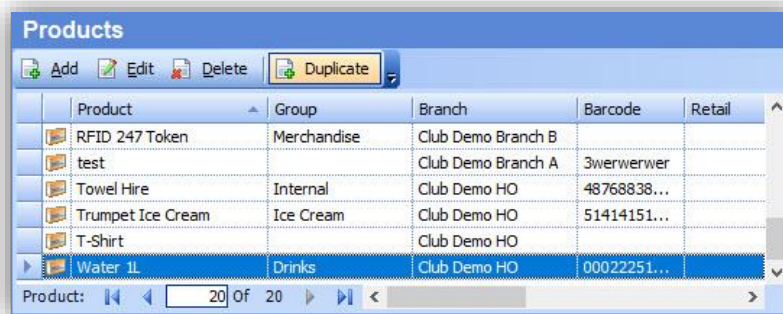 Products
Add Edit Delete Duplicate
Product Group Branch Barcode Retail
RFID 247 Token Merchandise Club Demo Branch B
test Club Demo Branch A 3werwerwer
Towel Hire Internal Club Demo HO 48768838...
Trumpet Ice Cream Ice Cream Club Demo HO 51414151...
T-Shirt Club Demo HO
Water 1L Drinks Club Demo HO 00022251...
Product: 20 Of 20